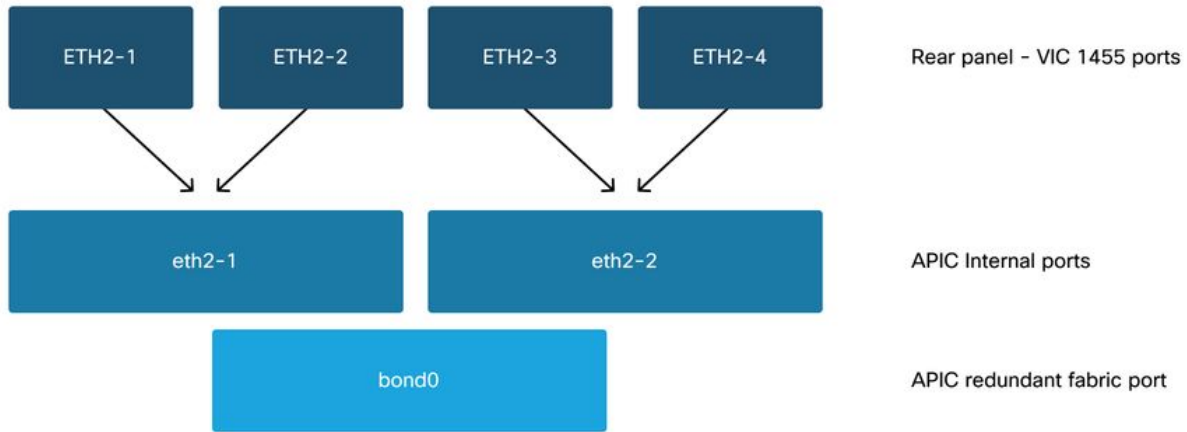 ETH2-1
ETH2-2
ETH2-3
ETH2-4
Rear panel - VIC 1455 ports
eth2-1
eth2-2
APIC Internal ports
bond0
APIC redundant fabric port